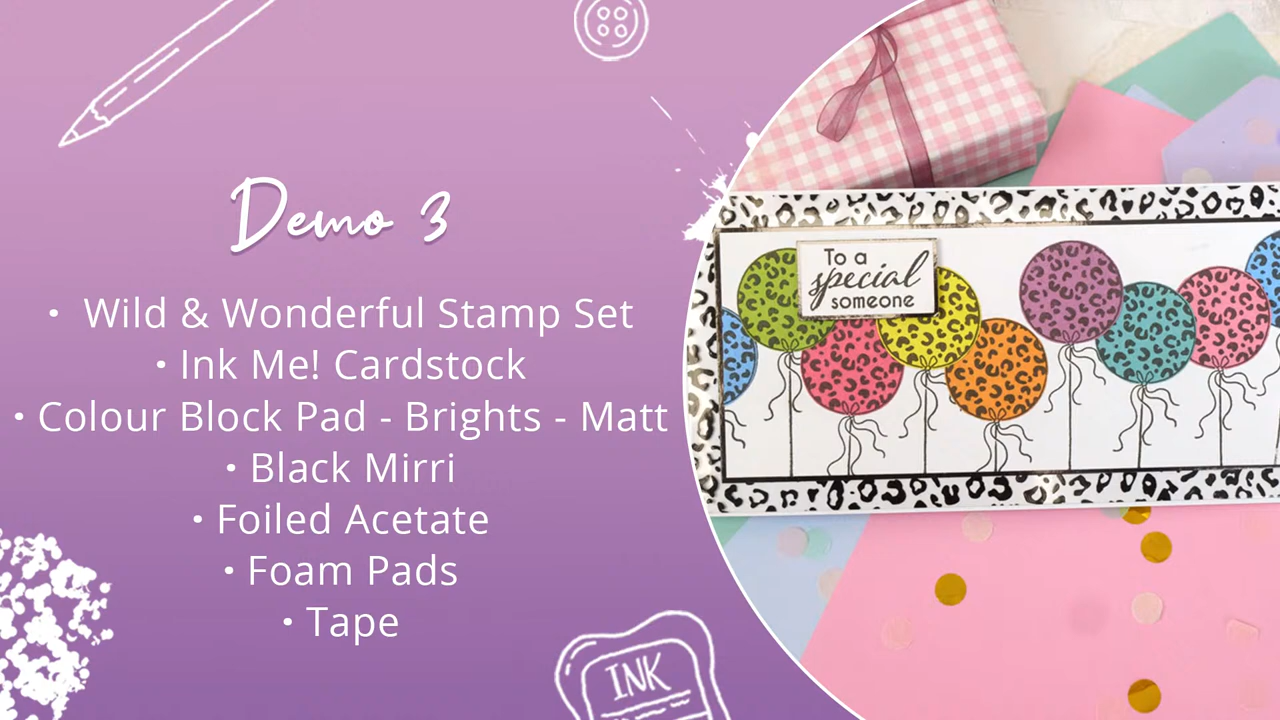 Demo 3
• Wild & Wonderful Stamp Set
• Ink Me! Cardstock
• Colour Block Pad - Brights - Matt
• Black Mirri
• Foiled Acetate
• Foam Pads
• Tape
INK
To a
special
someone